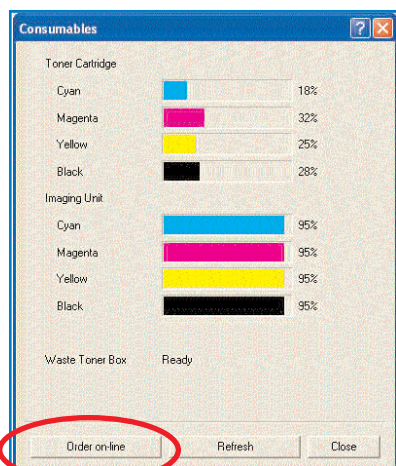 Consumables
Toner Cartridge
Cyan 18%
Magenta 32%
Yellow 25%
Black 28%
Imaging Unit
Cyan 95%
Magenta 95%
Yellow 95%
Black 95%
Waste Toner Box Ready
Order on-line Refresh Close